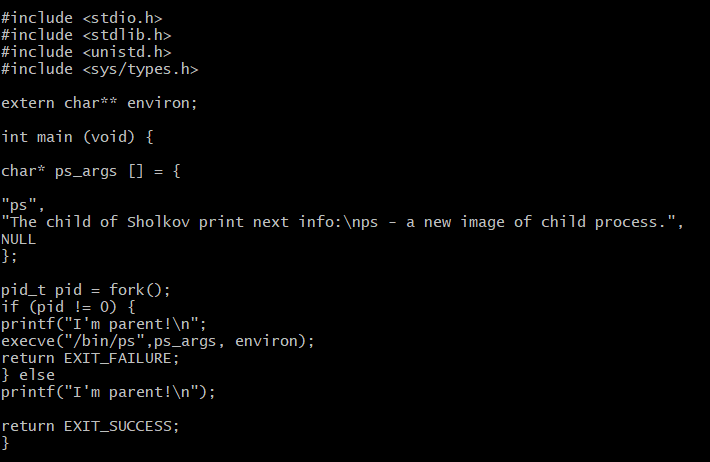 #include <stdio.h>
#include <stdlib.h>
#include <unistd.h>
#include <sys/types.h>
extern char** environ;
int main (void) {
char* ps_args [] = {
"ps",
"The child of Sholkov print next info:\nps - a new image of child process.",
NULL
};
pid_t pid = fork();
if (pid != 0) {
printf("I'm parent!\n";
execve("/bin/ps",ps_args, environ);
return EXIT_FAILURE;
} else
printf("I'm parent!\n");
return EXIT_SUCCESS;
}